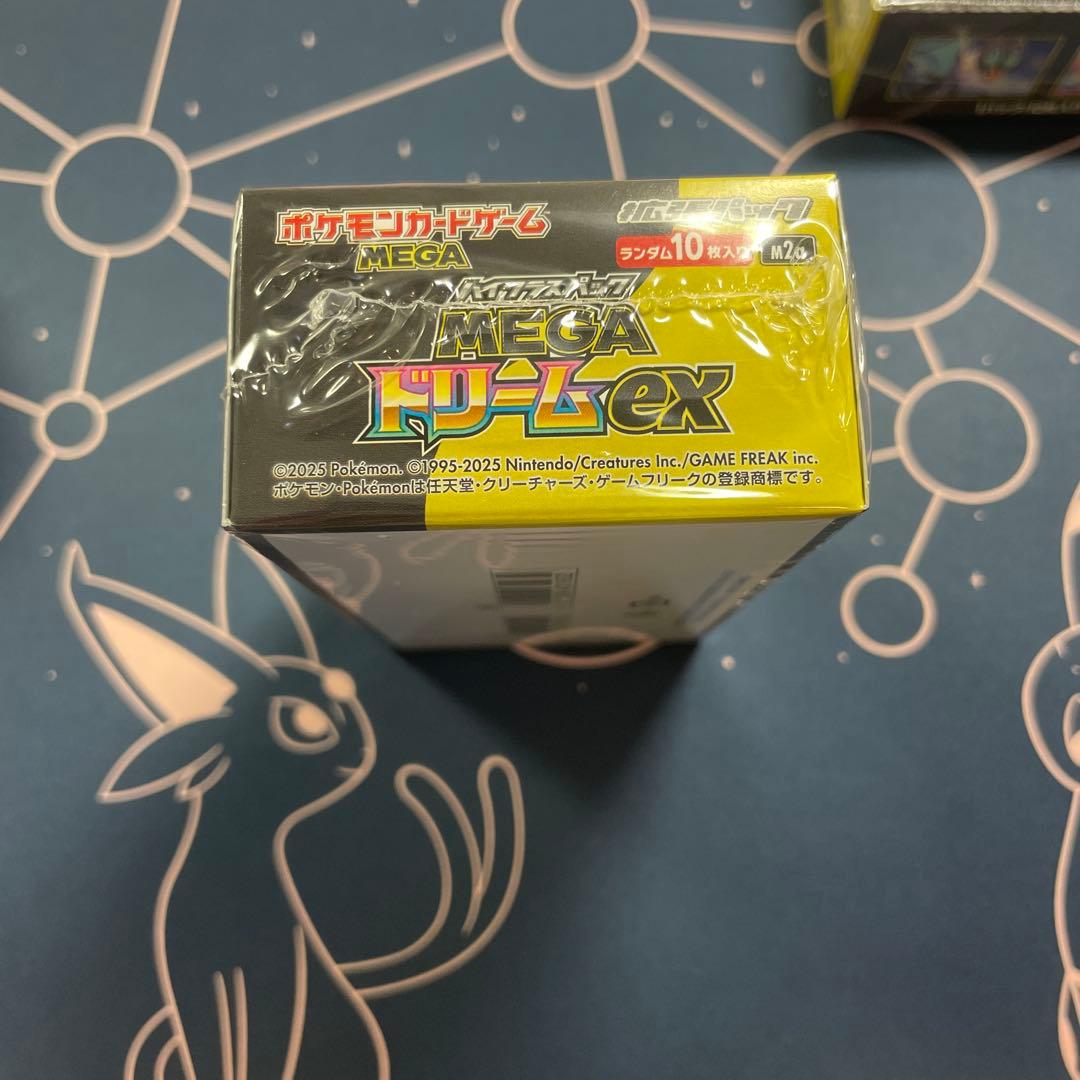 ポケモンカードゲーム
MEGA
拡張パック
ランダム10枚入り
M2a
ハイクラスパック
MEGA
ドリームex
©2025 Pokémon. ©1995-2025 Nintendo/Creatures Inc./GAME FREAK inc.
ポケモン・Pokémonは任天堂・クリーチャーズ・ゲームフリークの登録商標です。